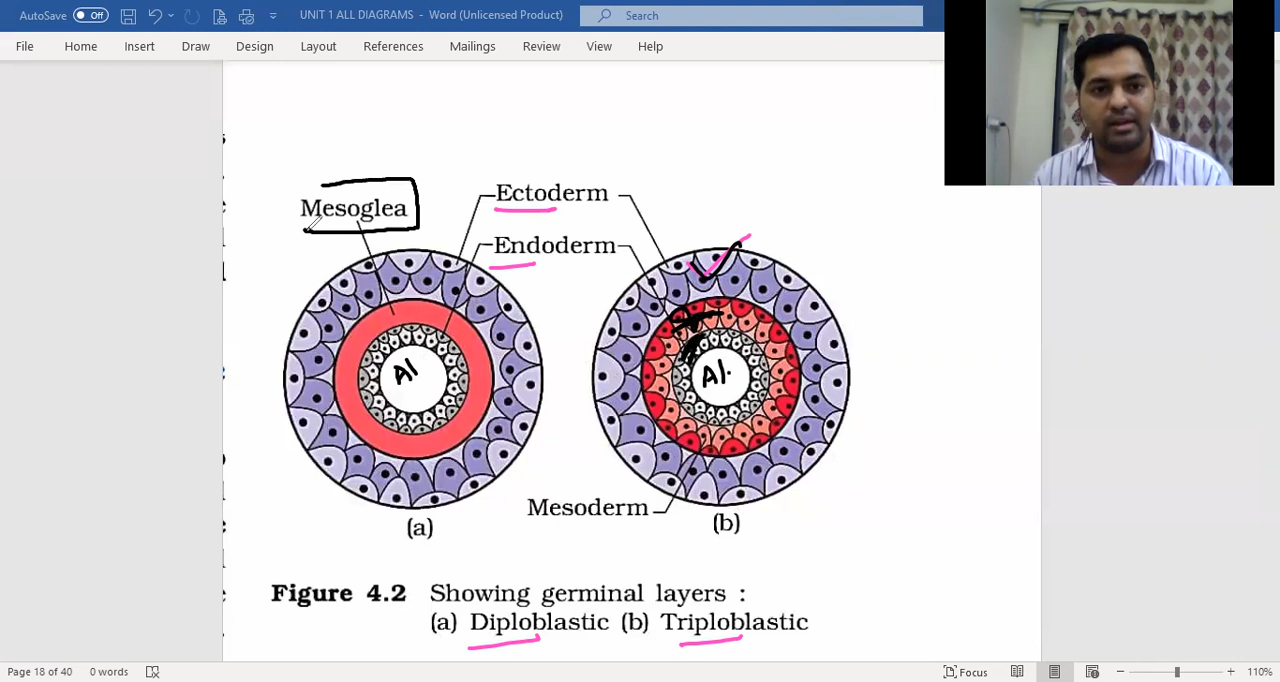 AutoSave Off UNIT 1 ALL DIAGRAMS - Word (Unlicensed Product) Search
File Home Insert Draw Design Layout References Mailings Review View Help
Ectoderm
Mesoglea
Endoderm
Al
Al.
Mesoderm
(a) (b)
Figure 4.2 Showing germinal layers :
(a) Diploblastic (b) Triploblastic
Page 18 of 40 0 words Focus 110%